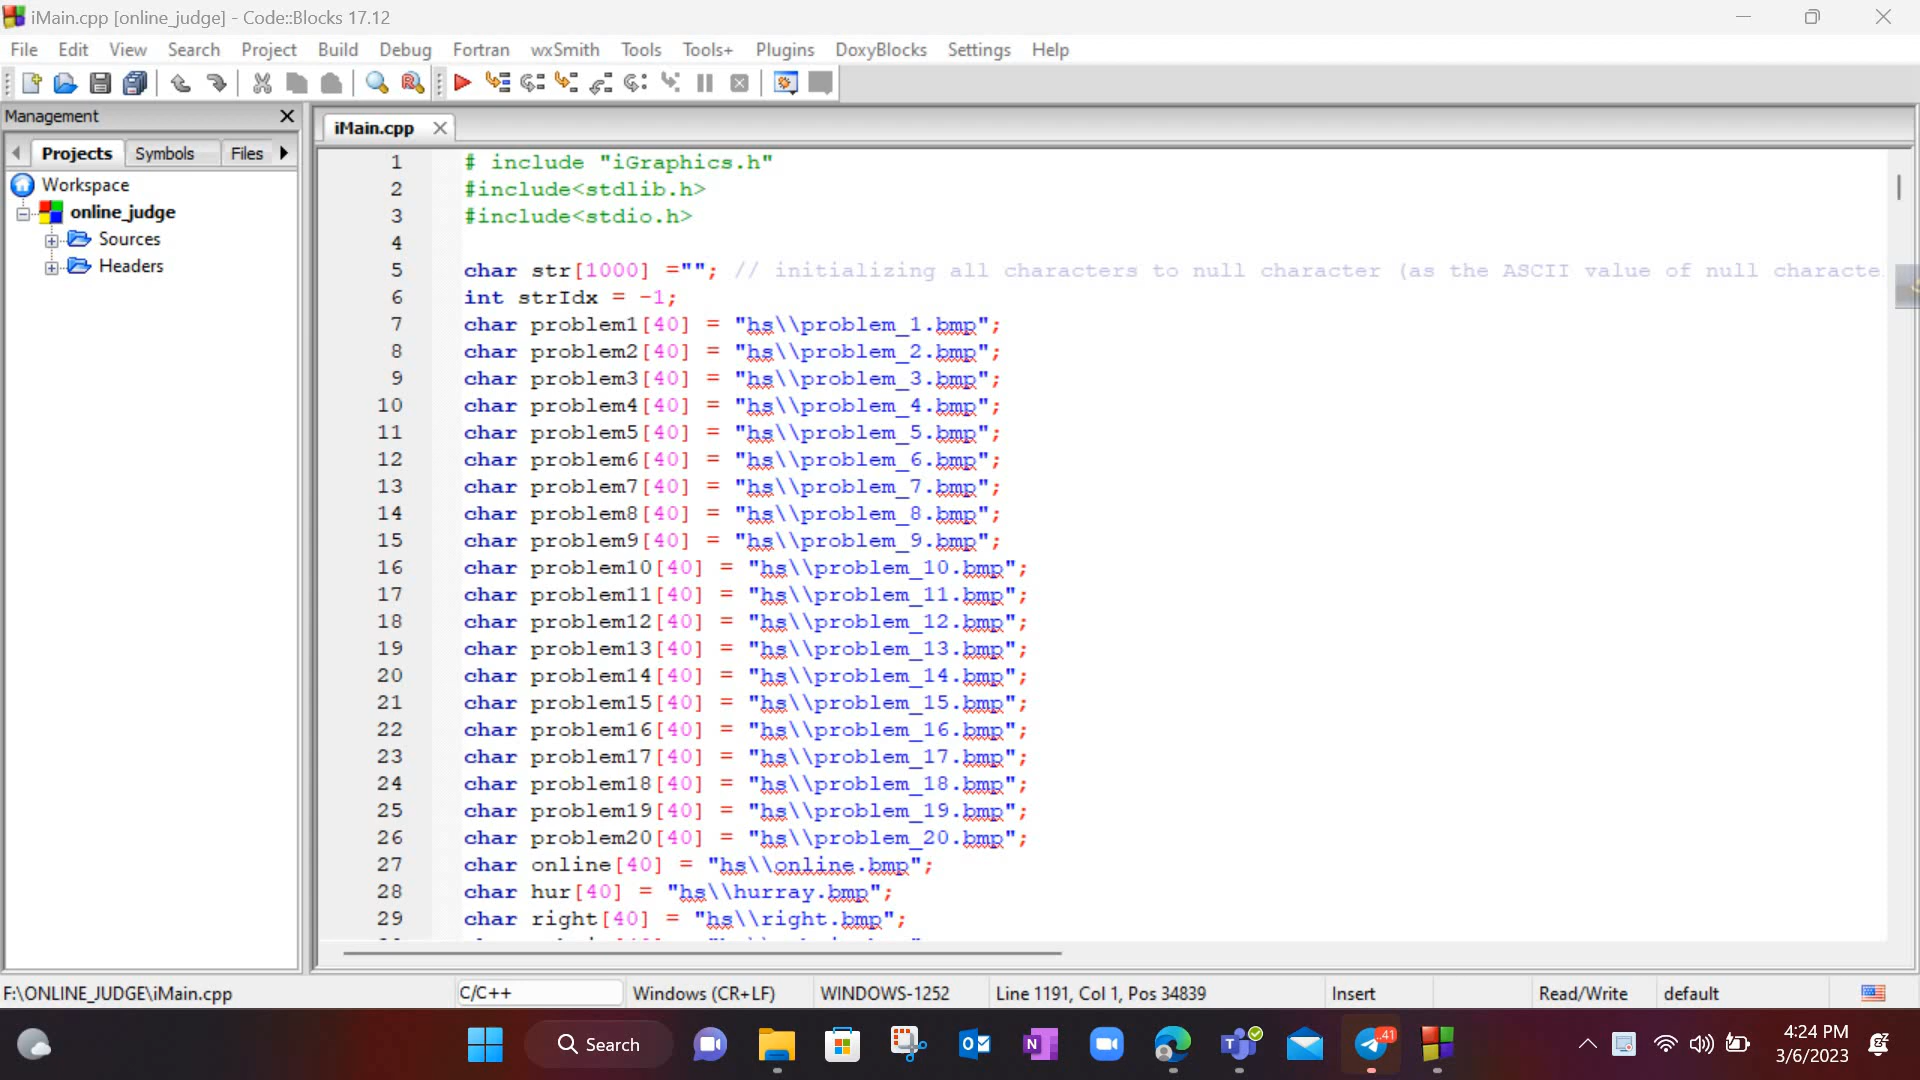 iMain.cpp [online_judge] - Code::Blocks 17.12
File Edit View Search Project Build Debug Fortran wxSmith Tools Tools+ Plugins DoxyBlocks Settings Help
Management
Projects Symbols Files
Workspace
online_judge
Sources
Headers
iMain.cpp
1 # include "iGraphics.h"
2 #include<stdlib.h>
3 #include<stdio.h>
4
5 char str[1000] =""; // initializing all characters to null character (as the ASCII value of null characte
6 int strIdx = -1;
7 char problem1[40] = "hs\\problem_1.bmp";
8 char problem2[40] = "hs\\problem_2.bmp";
9 char problem3[40] = "hs\\problem_3.bmp";
10 char problem4[40] = "hs\\problem_4.bmp";
11 char problem5[40] = "hs\\problem_5.bmp";
12 char problem6[40] = "hs\\problem_6.bmp";
13 char problem7[40] = "hs\\problem_7.bmp";
14 char problem8[40] = "hs\\problem_8.bmp";
15 char problem9[40] = "hs\\problem_9.bmp";
16 char problem10[40] = "hs\\problem_10.bmp";
17 char problem11[40] = "hs\\problem_11.bmp";
18 char problem12[40] = "hs\\problem_12.bmp";
19 char problem13[40] = "hs\\problem_13.bmp";
20 char problem14[40] = "hs\\problem_14.bmp";
21 char problem15[40] = "hs\\problem_15.bmp";
22 char problem16[40] = "hs\\problem_16.bmp";
23 char problem17[40] = "hs\\problem_17.bmp";
24 char problem18[40] = "hs\\problem_18.bmp";
25 char problem19[40] = "hs\\problem_19.bmp";
26 char problem20[40] = "hs\\problem_20.bmp";
27 char online[40] = "hs\\online.bmp";
28 char hur[40] = "hs\\hurray.bmp";
29 char right[40] = "hs\\right.bmp";
F:\ONLINE_JUDGE\iMain.cpp C/C++ Windows (CR+LF) WINDOWS-1252 Line 1191, Col 1, Pos 34839 Insert Read/Write default
Search
41
4:24 PM
3/6/2023